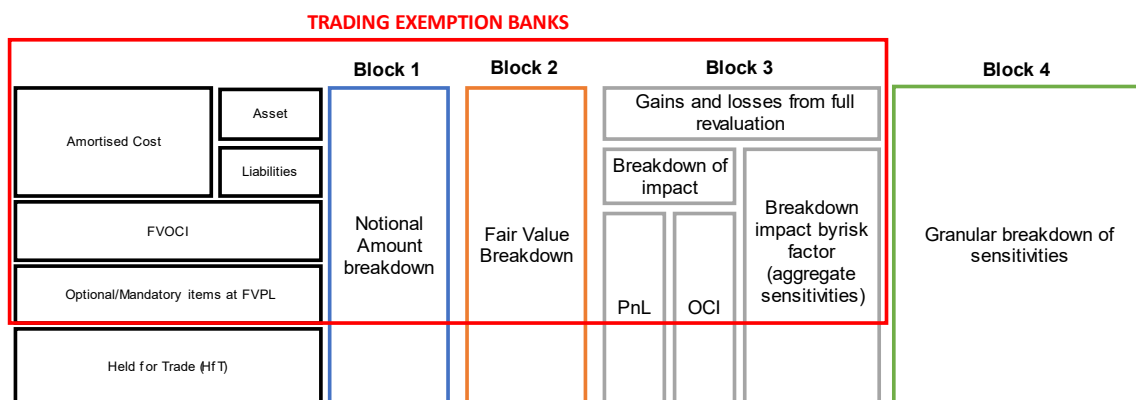 TRADING EXEMPTION BANKS
Block 1
Block 2
Block 3
Block 4
Amortised Cost
Asset
Liabilities
FVOCI
Optional/Mandatory items at FVPL
Held for Trade (HfT)
Notional
Amount
breakdown
Fair Value
Breakdown
Gains and losses from full
revaluation
Breakdown of
impact
PnL
OCI
Breakdown
impact byrisk
factor
(aggregate
sensitivities)
Granular breakdown of
sensitivities